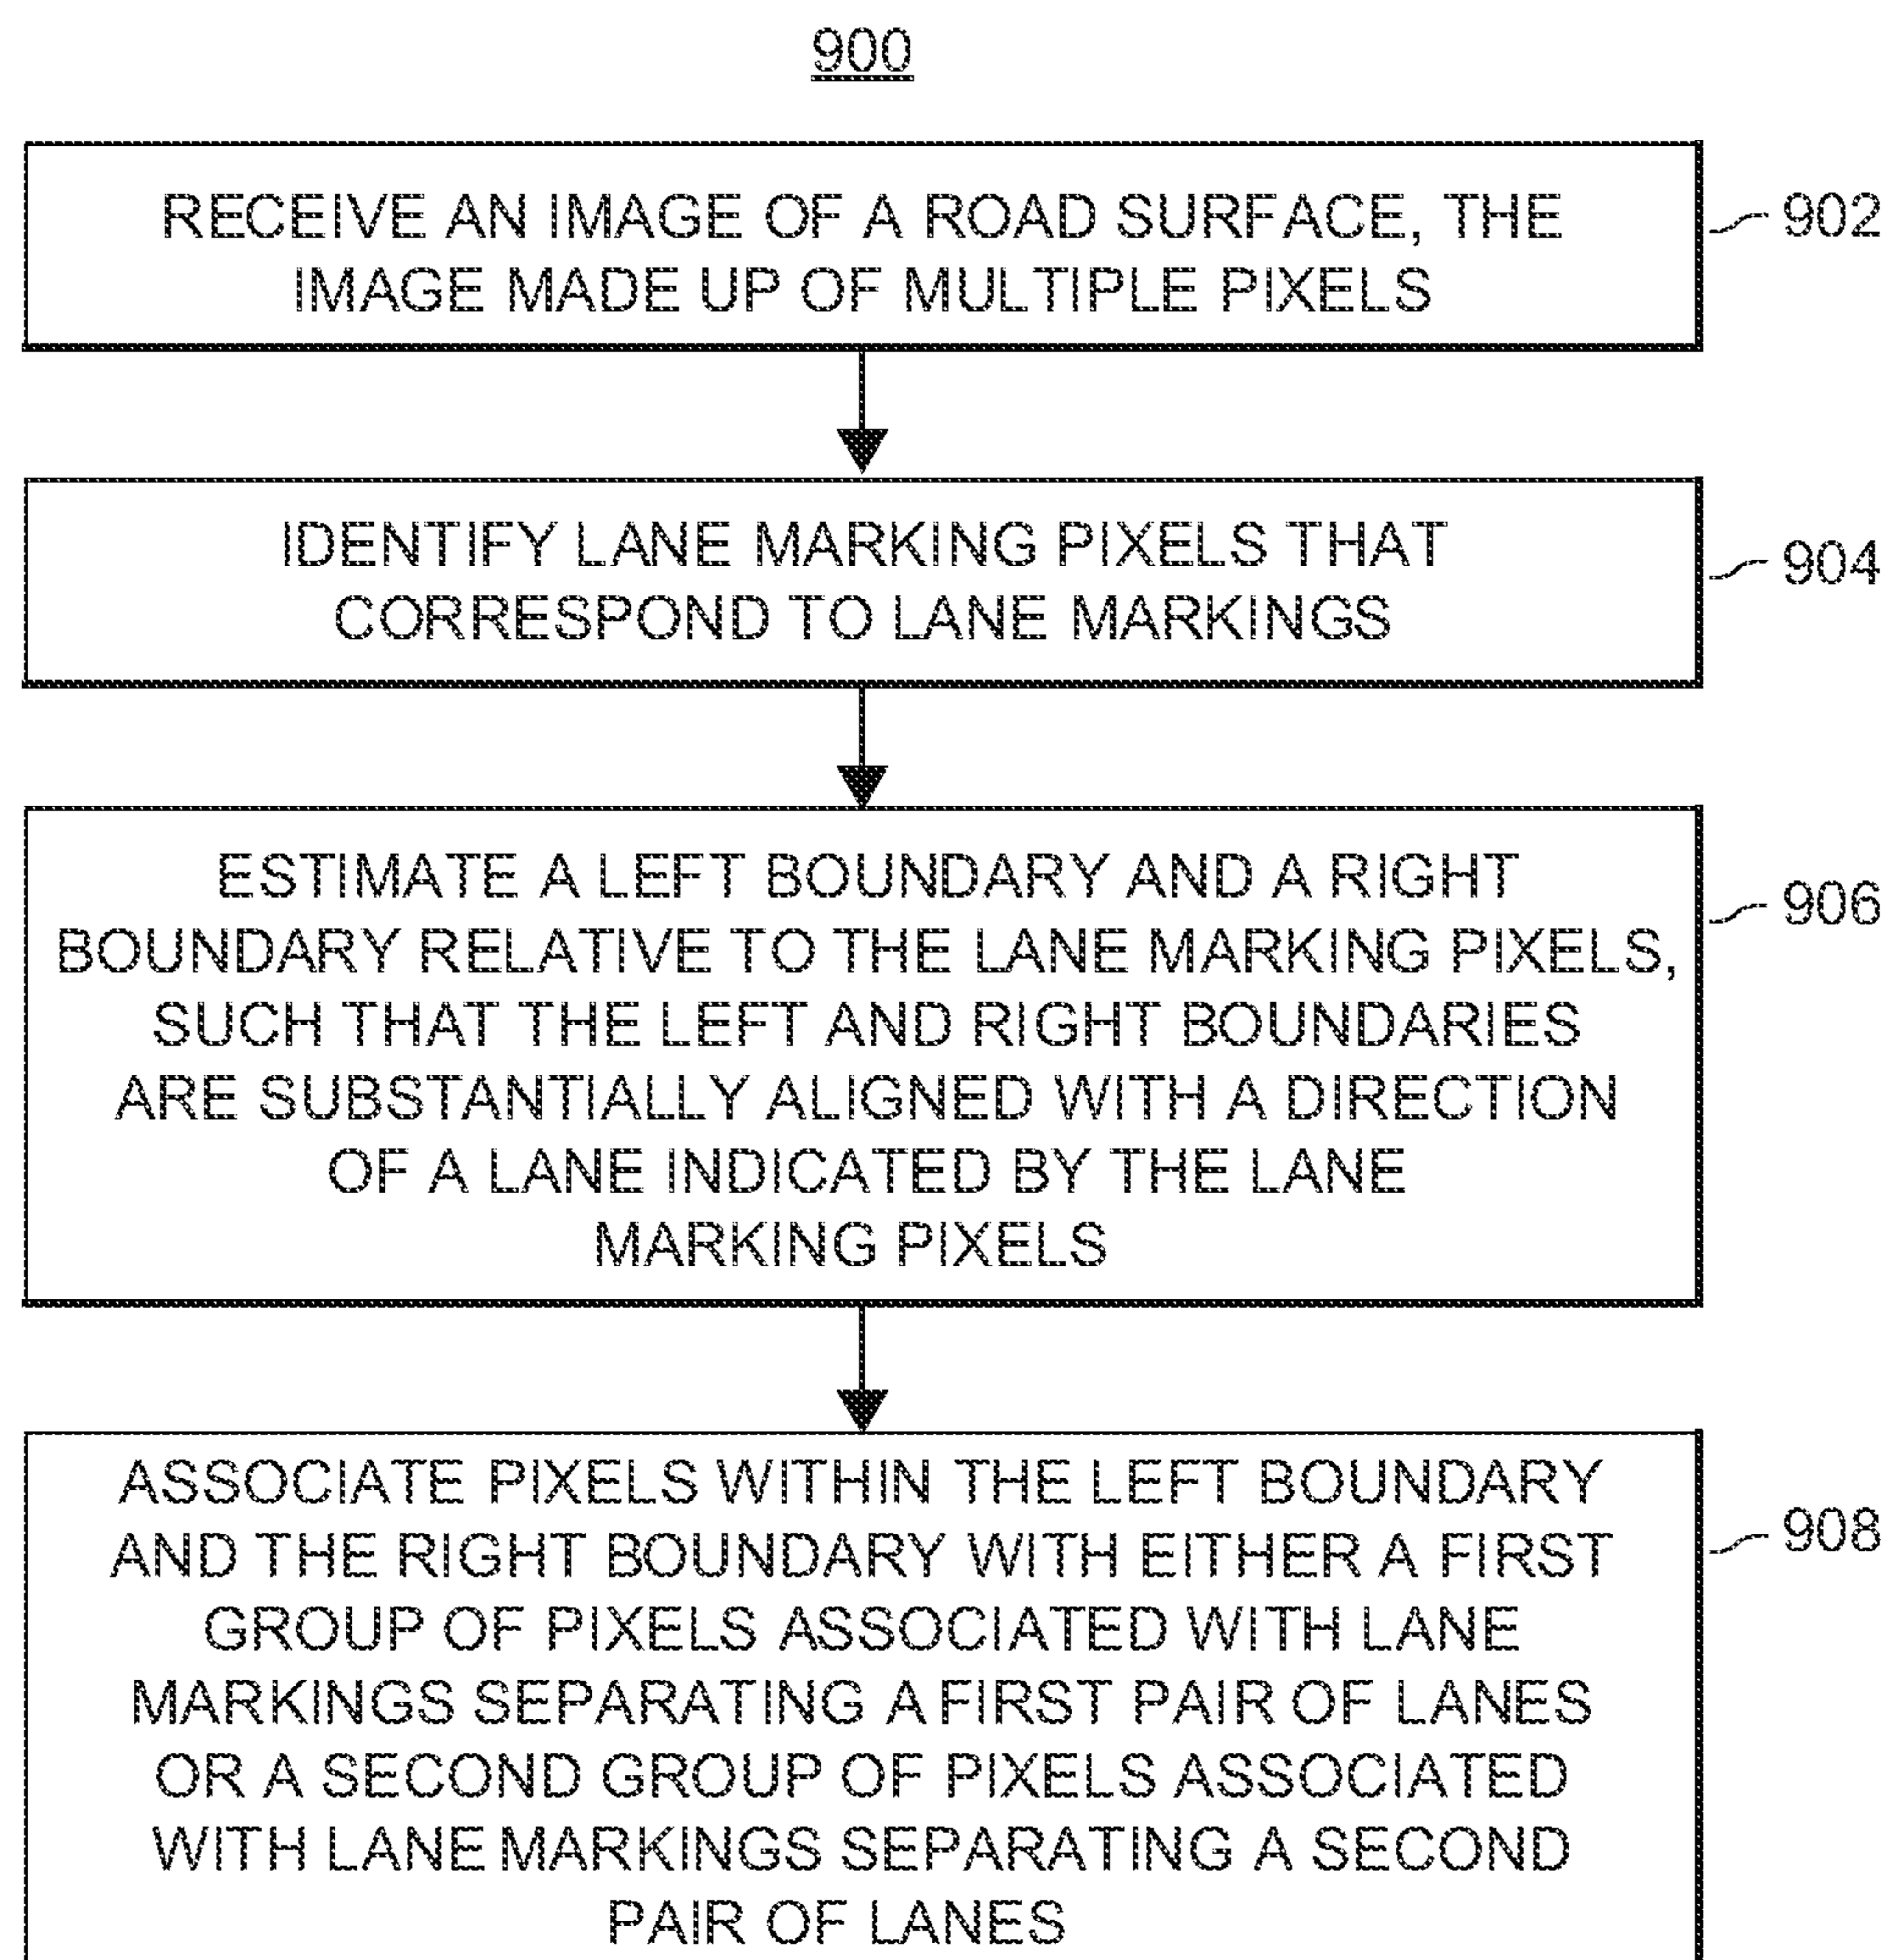 900
RECEIVE AN IMAGE OF A ROAD SURFACE, THE
IMAGE MADE UP OF MULTIPLE PIXELS
902
IDENTIFY LANE MARKING PIXELS THAT
CORRESPOND TO LANE MARKINGS
904
ESTIMATE A LEFT BOUNDARY AND A RIGHT
BOUNDARY RELATIVE TO THE LANE MARKING PIXELS,
SUCH THAT THE LEFT AND RIGHT BOUNDARIES
ARE SUBSTANTIALLY ALIGNED WITH A DIRECTION
OF A LANE INDICATED BY THE LANE
MARKING PIXELS
906
ASSOCIATE PIXELS WITHIN THE LEFT BOUNDARY
AND THE RIGHT BOUNDARY WITH EITHER A FIRST
GROUP OF PIXELS ASSOCIATED WITH LANE
MARKINGS SEPARATING A FIRST PAIR OF LANES
OR A SECOND GROUP OF PIXELS ASSOCIATED
WITH LANE MARKINGS SEPARATING A SECOND
PAIR OF LANES
908